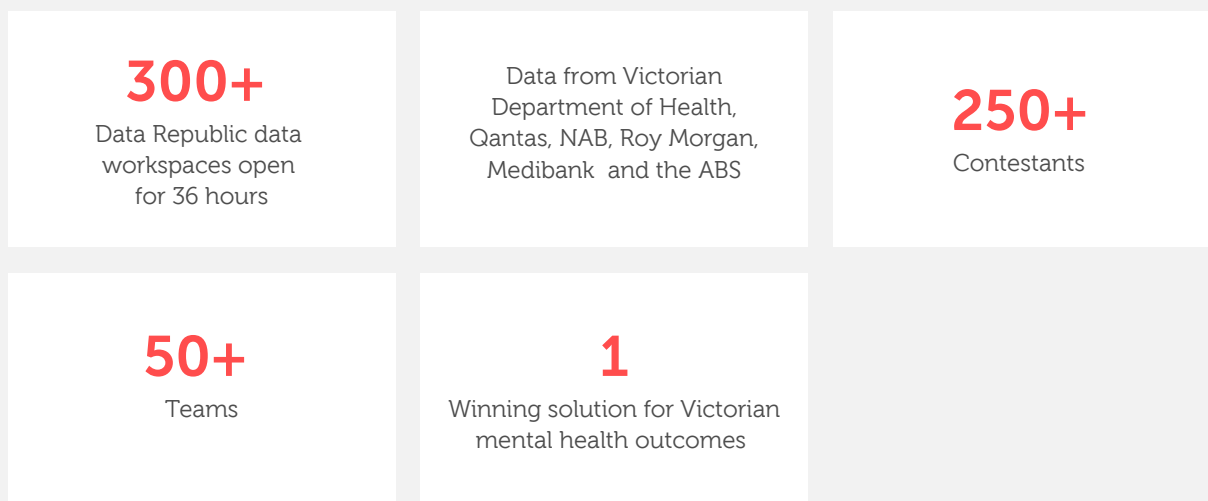 300+
Data Republic data
workspaces open
for 36 hours
Data from Victorian
Department of Health,
Qantas, NAB, Roy Morgan,
Medibank and the ABS
250+
Contestants
50+
Teams
1
Winning solution for Victorian
mental health outcomes